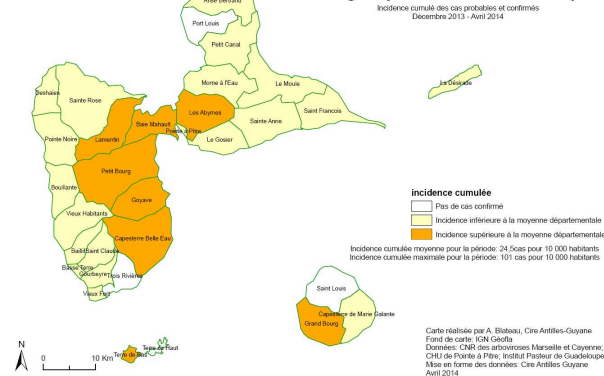 Anse Bertrand
Incidence cumulé des cas probables et confirmés
Décembre 2013 - Avril 2014
Port Louis
Petit Canal
Morne à l'Eau
Le Moule
La Désirade
Deshaies
Sainte Rose
Les Abymes
Saint François
Baie Mahault
Sainte Anne
Pointe à Pitre
Pointe Noire
Lamentin
Le Gosier
Petit Bourg
Bouillante
Goyave
incidence cumulée
Pas de cas confirmé
Vieux Habitants
Incidence inférieure à la moyenne départementale
Incidence supérieure à la moyenne départementale
Capesterre Belle Eau
Incidence cumulée moyenne pour la période: 24,5cas pour 10 000 habitants
Incidence cumulée maximale pour la période: 101 cas pour 10 000 habitants
Baillif Saint Claude
Basse Terre
Gourbeyre
Trois Rivières
Saint Louis
Vieux Fort
Capesterre de Marie Galante
Grand Bourg
Carte réalisée par A. Blateau, Cire Antilles-Guyane
Fond de carte: IGN Géofla
Données: CNR des arboviroses Marseille et Cayenne;
CHU de Pointe à Pitre; Institut Pasteur de Guadeloupe
Mise en forme des données: Cire Antilles Guyane
Avril 2014
N
Terre de Haut
Terre de Bas
0 10 Km